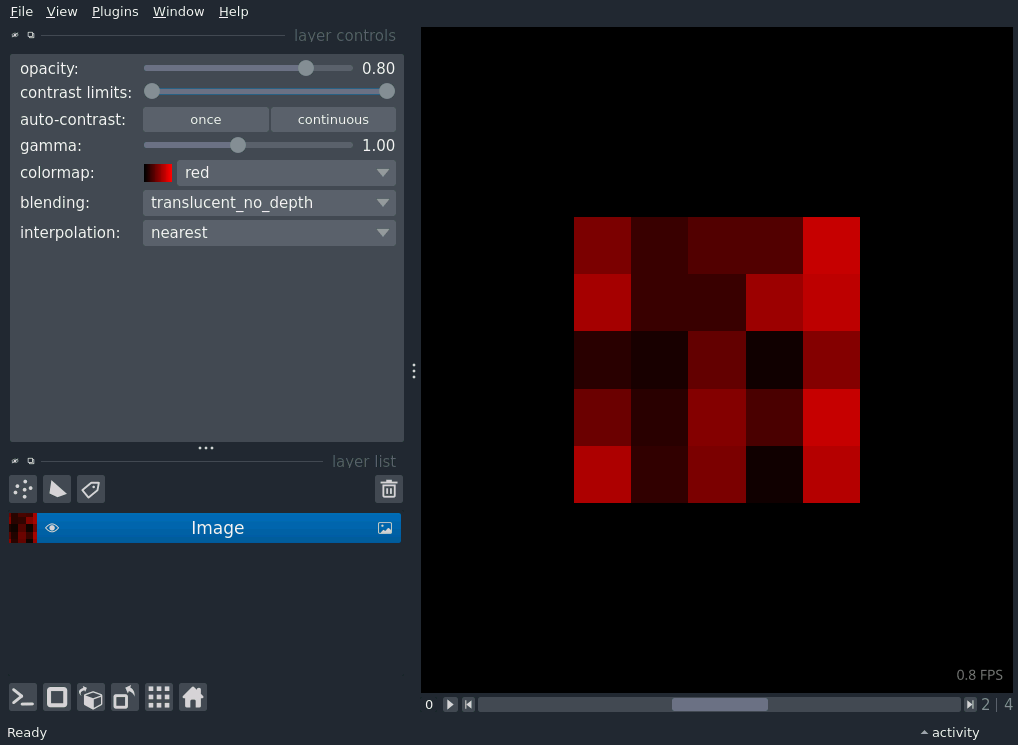 File View Plugins Window Help
layer controls
opacity: 0.80
contrast limits:
auto-contrast: once continuous
gamma: 1.00
colormap: red
blending: translucent_no_depth
interpolation: nearest
layer list
Image
0.8 FPS
0 2 | 4
Ready activity